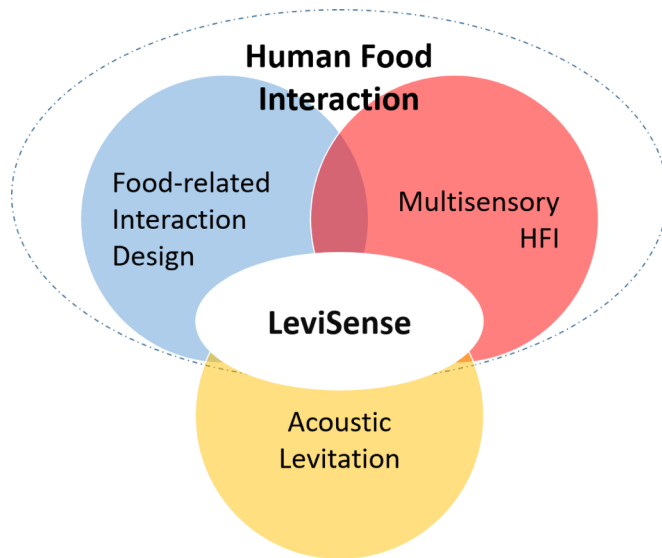 Human Food
Interaction
Food-related
Interaction
Design
Multisensory
HFI
LeviSense
Acoustic
Levitation